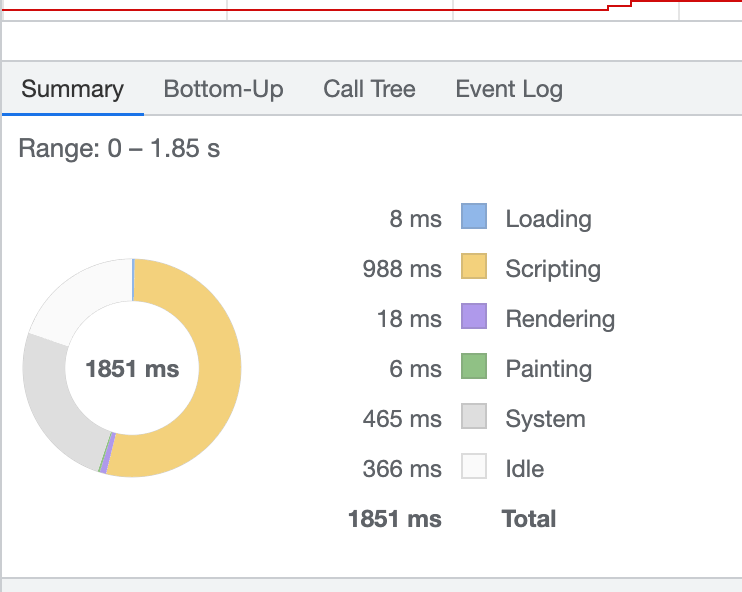 Summary Bottom-Up Call Tree Event Log
Range: 0 – 1.85 s
8 ms Loading
988 ms Scripting
18 ms Rendering
1851 ms
6 ms Painting
465 ms System
366 ms Idle
1851 ms Total